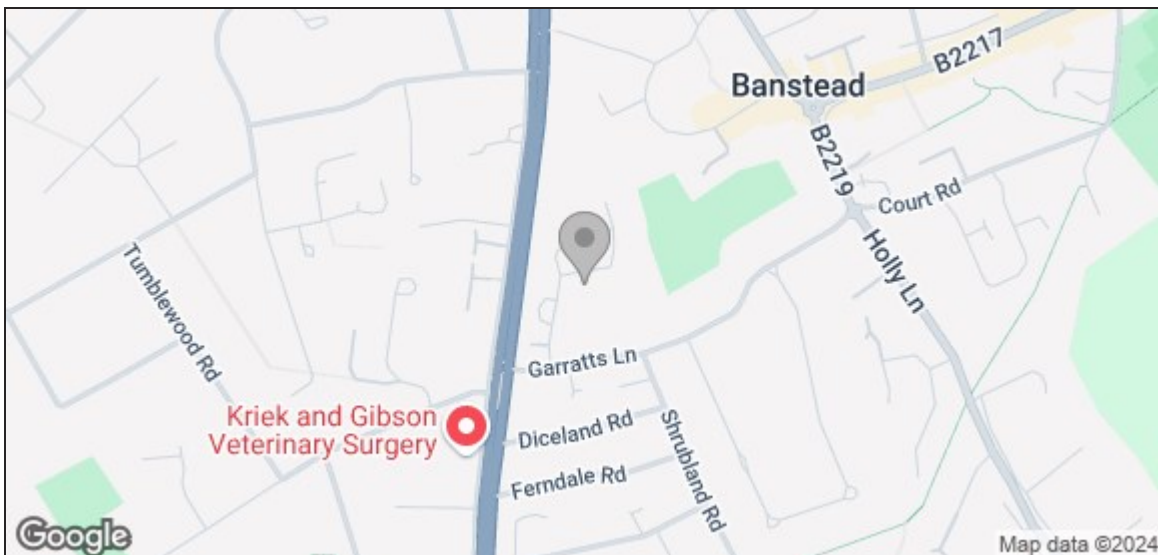 B2217
Banstead
B2219
Court Rd
Holly Ln
Tumblewood Rd
Garratts Ln
Kriek and Gibson
Veterinary Surgery
Diceland Rd
Shrubland Rd
Ferndale Rd
Google
Map data ©2024